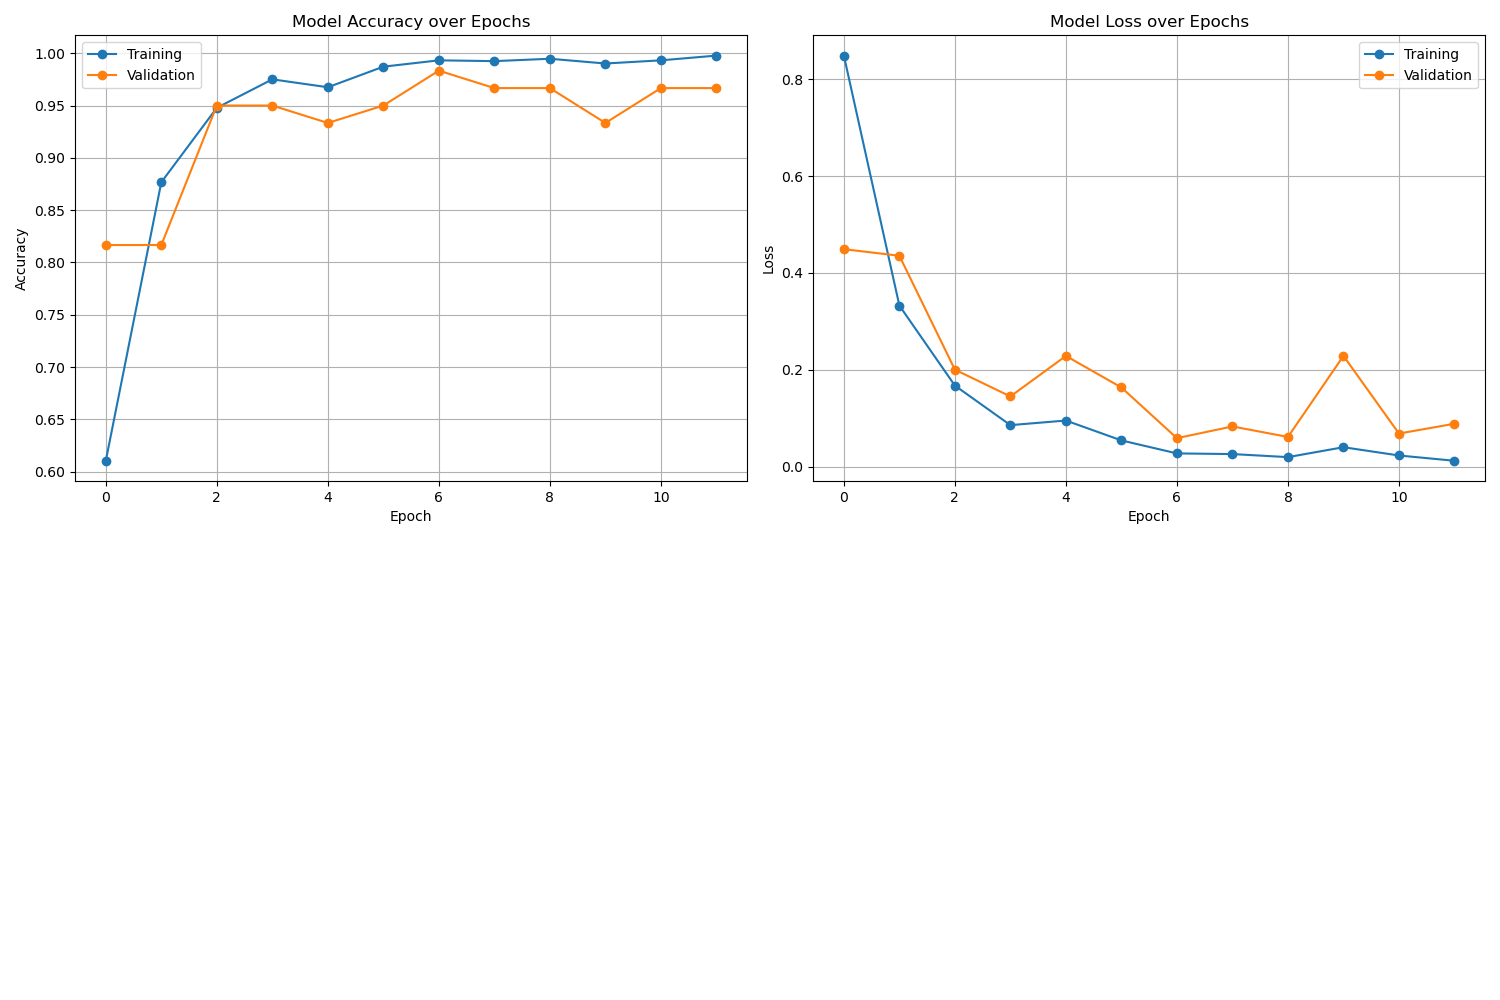 Model Accuracy over Epochs
Training
Validation
1.00
0.95
0.90
0.85
0.80
0.75
0.70
0.65
0.60
Accuracy
0 2 4 6 8 10
Epoch
Model Loss over Epochs
Training
Validation
0.8
0.6
0.4
0.2
0.0
Loss
0 2 4 6 8 10
Epoch